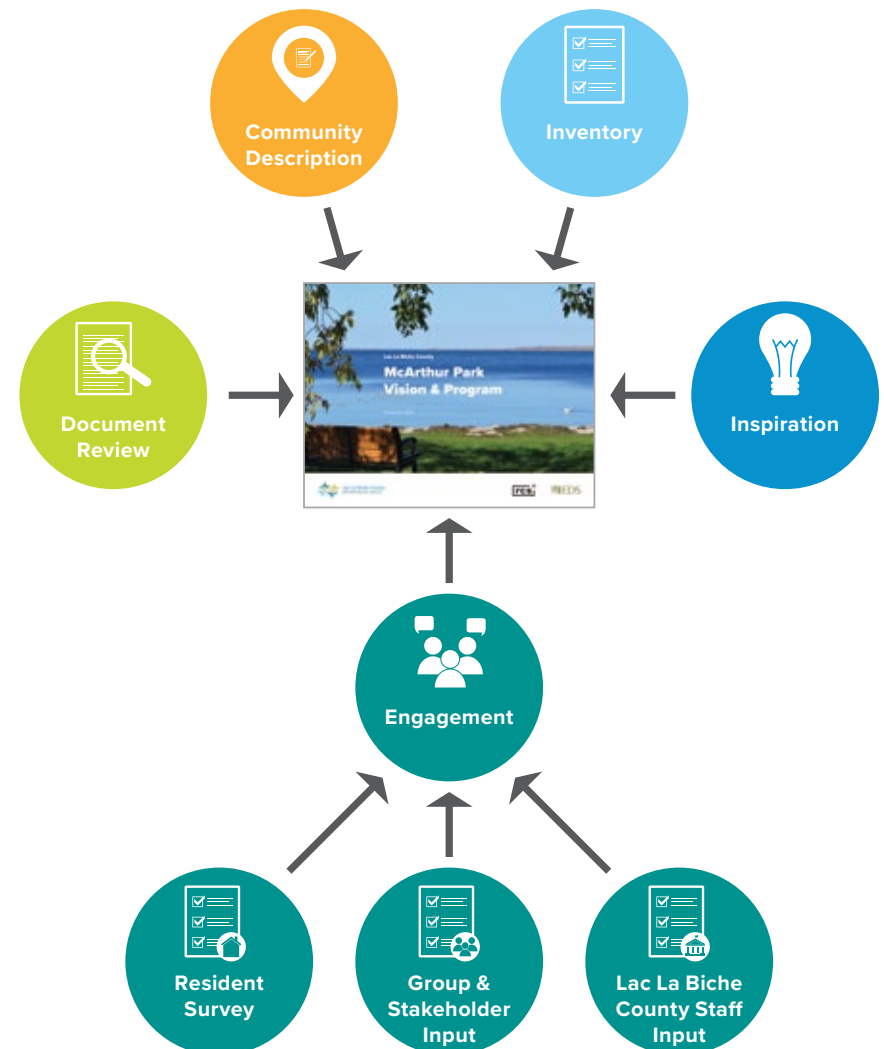 Community
Description
Inventory
Document
Review
Lac La Biche County
McArthur Park
Vision & Program
Inspiration
Engagement
Resident
Survey
Group &
Stakeholder
Input
Lac La Biche
County Staff
Input